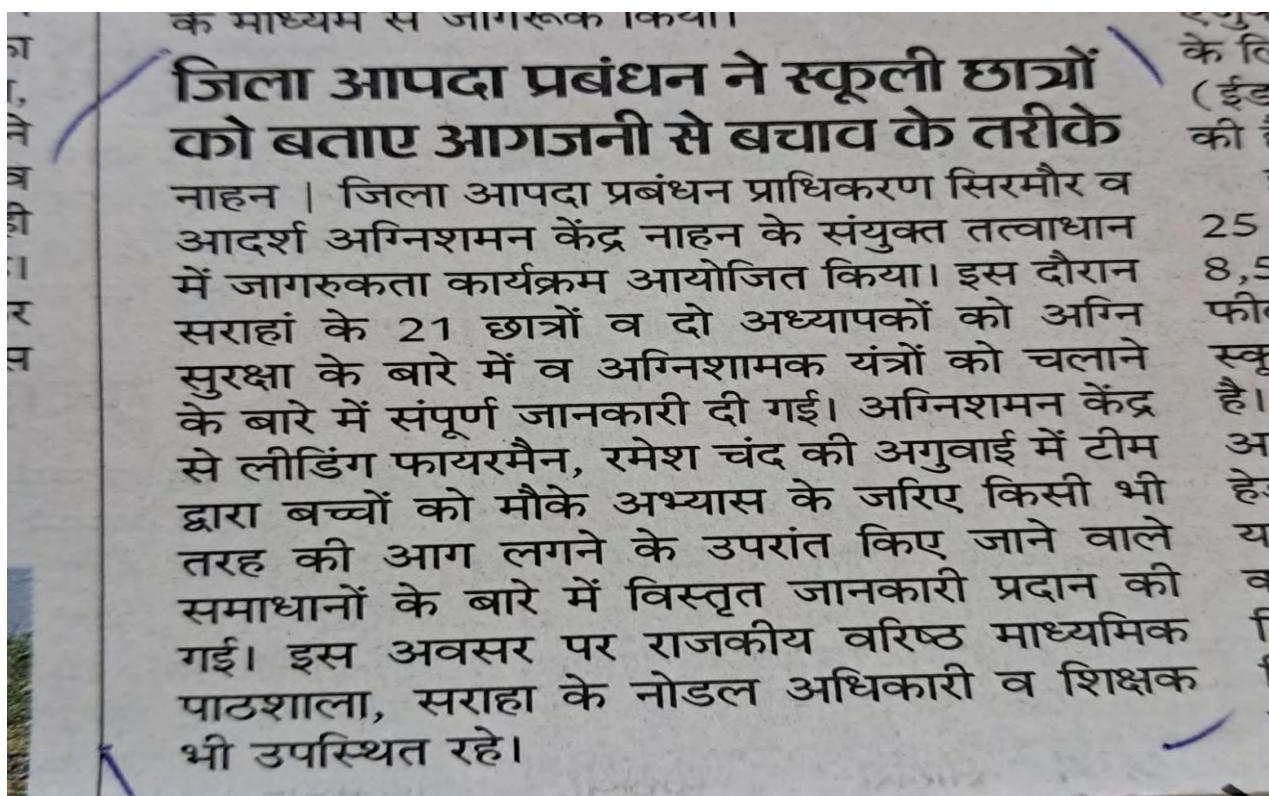 के माध्यम से जागरूक किया।
जिला आपदा प्रबंधन ने स्कूली छात्रों
को बताए आगजनी से बचाव के तरीके
नाहन | जिला आपदा प्रबंधन प्राधिकरण सिरमौर व
आदर्श अग्निशमन केंद्र नाहन के संयुक्त तत्वाधान
में जागरुकता कार्यक्रम आयोजित किया। इस दौरान
सराहां के 21 छात्रों व दो अध्यापकों को अग्नि
सुरक्षा के बारे में व अग्निशामक यंत्रों को चलाने
के बारे में संपूर्ण जानकारी दी गई। अग्निशमन केंद्र
से लीडिंग फायरमैन, रमेश चंद की अगुवाई में टीम
द्वारा बच्चों को मौके अभ्यास के जरिए किसी भी
तरह की आग लगने के उपरांत किए जाने वाले
समाधानों के बारे में विस्तृत जानकारी प्रदान की
गई। इस अवसर पर राजकीय वरिष्ठ माध्यमिक
पाठशाला, सराहा के नोडल अधिकारी व शिक्षक
भी उपस्थित रहे।
के
की
25
है।